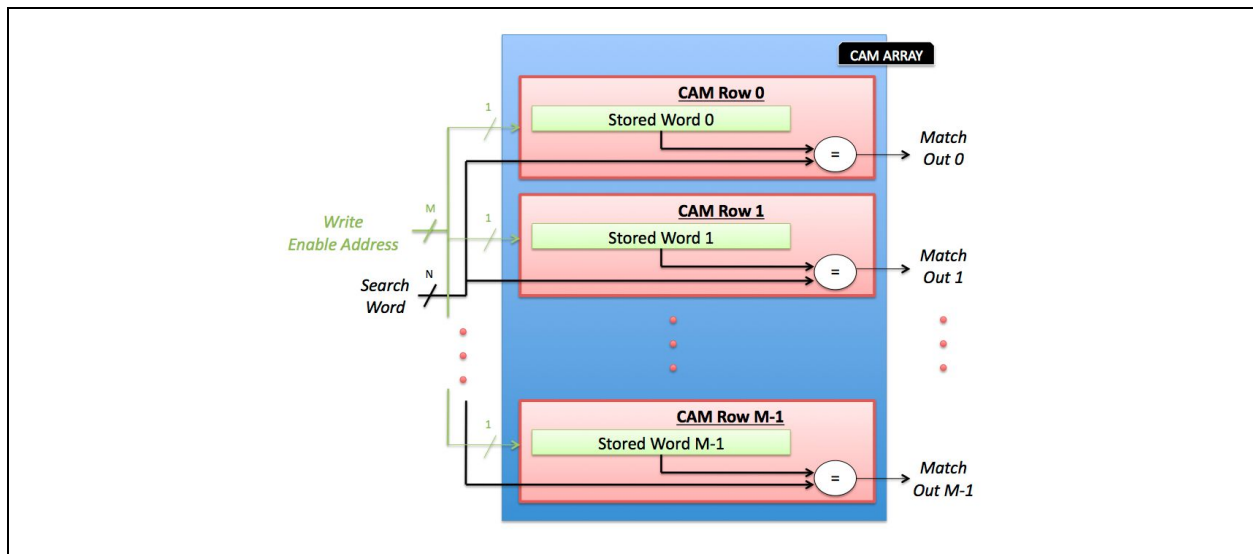 CAM ARRAY
CAM Row 0
1
Stored Word 0
=
Match
Out 0
CAM Row 1
M
1
Stored Word 1
Write
Enable Address
=
Match
Out 1
N
Search
Word
CAM Row M-1
1
Stored Word M-1
=
Match
Out M-1